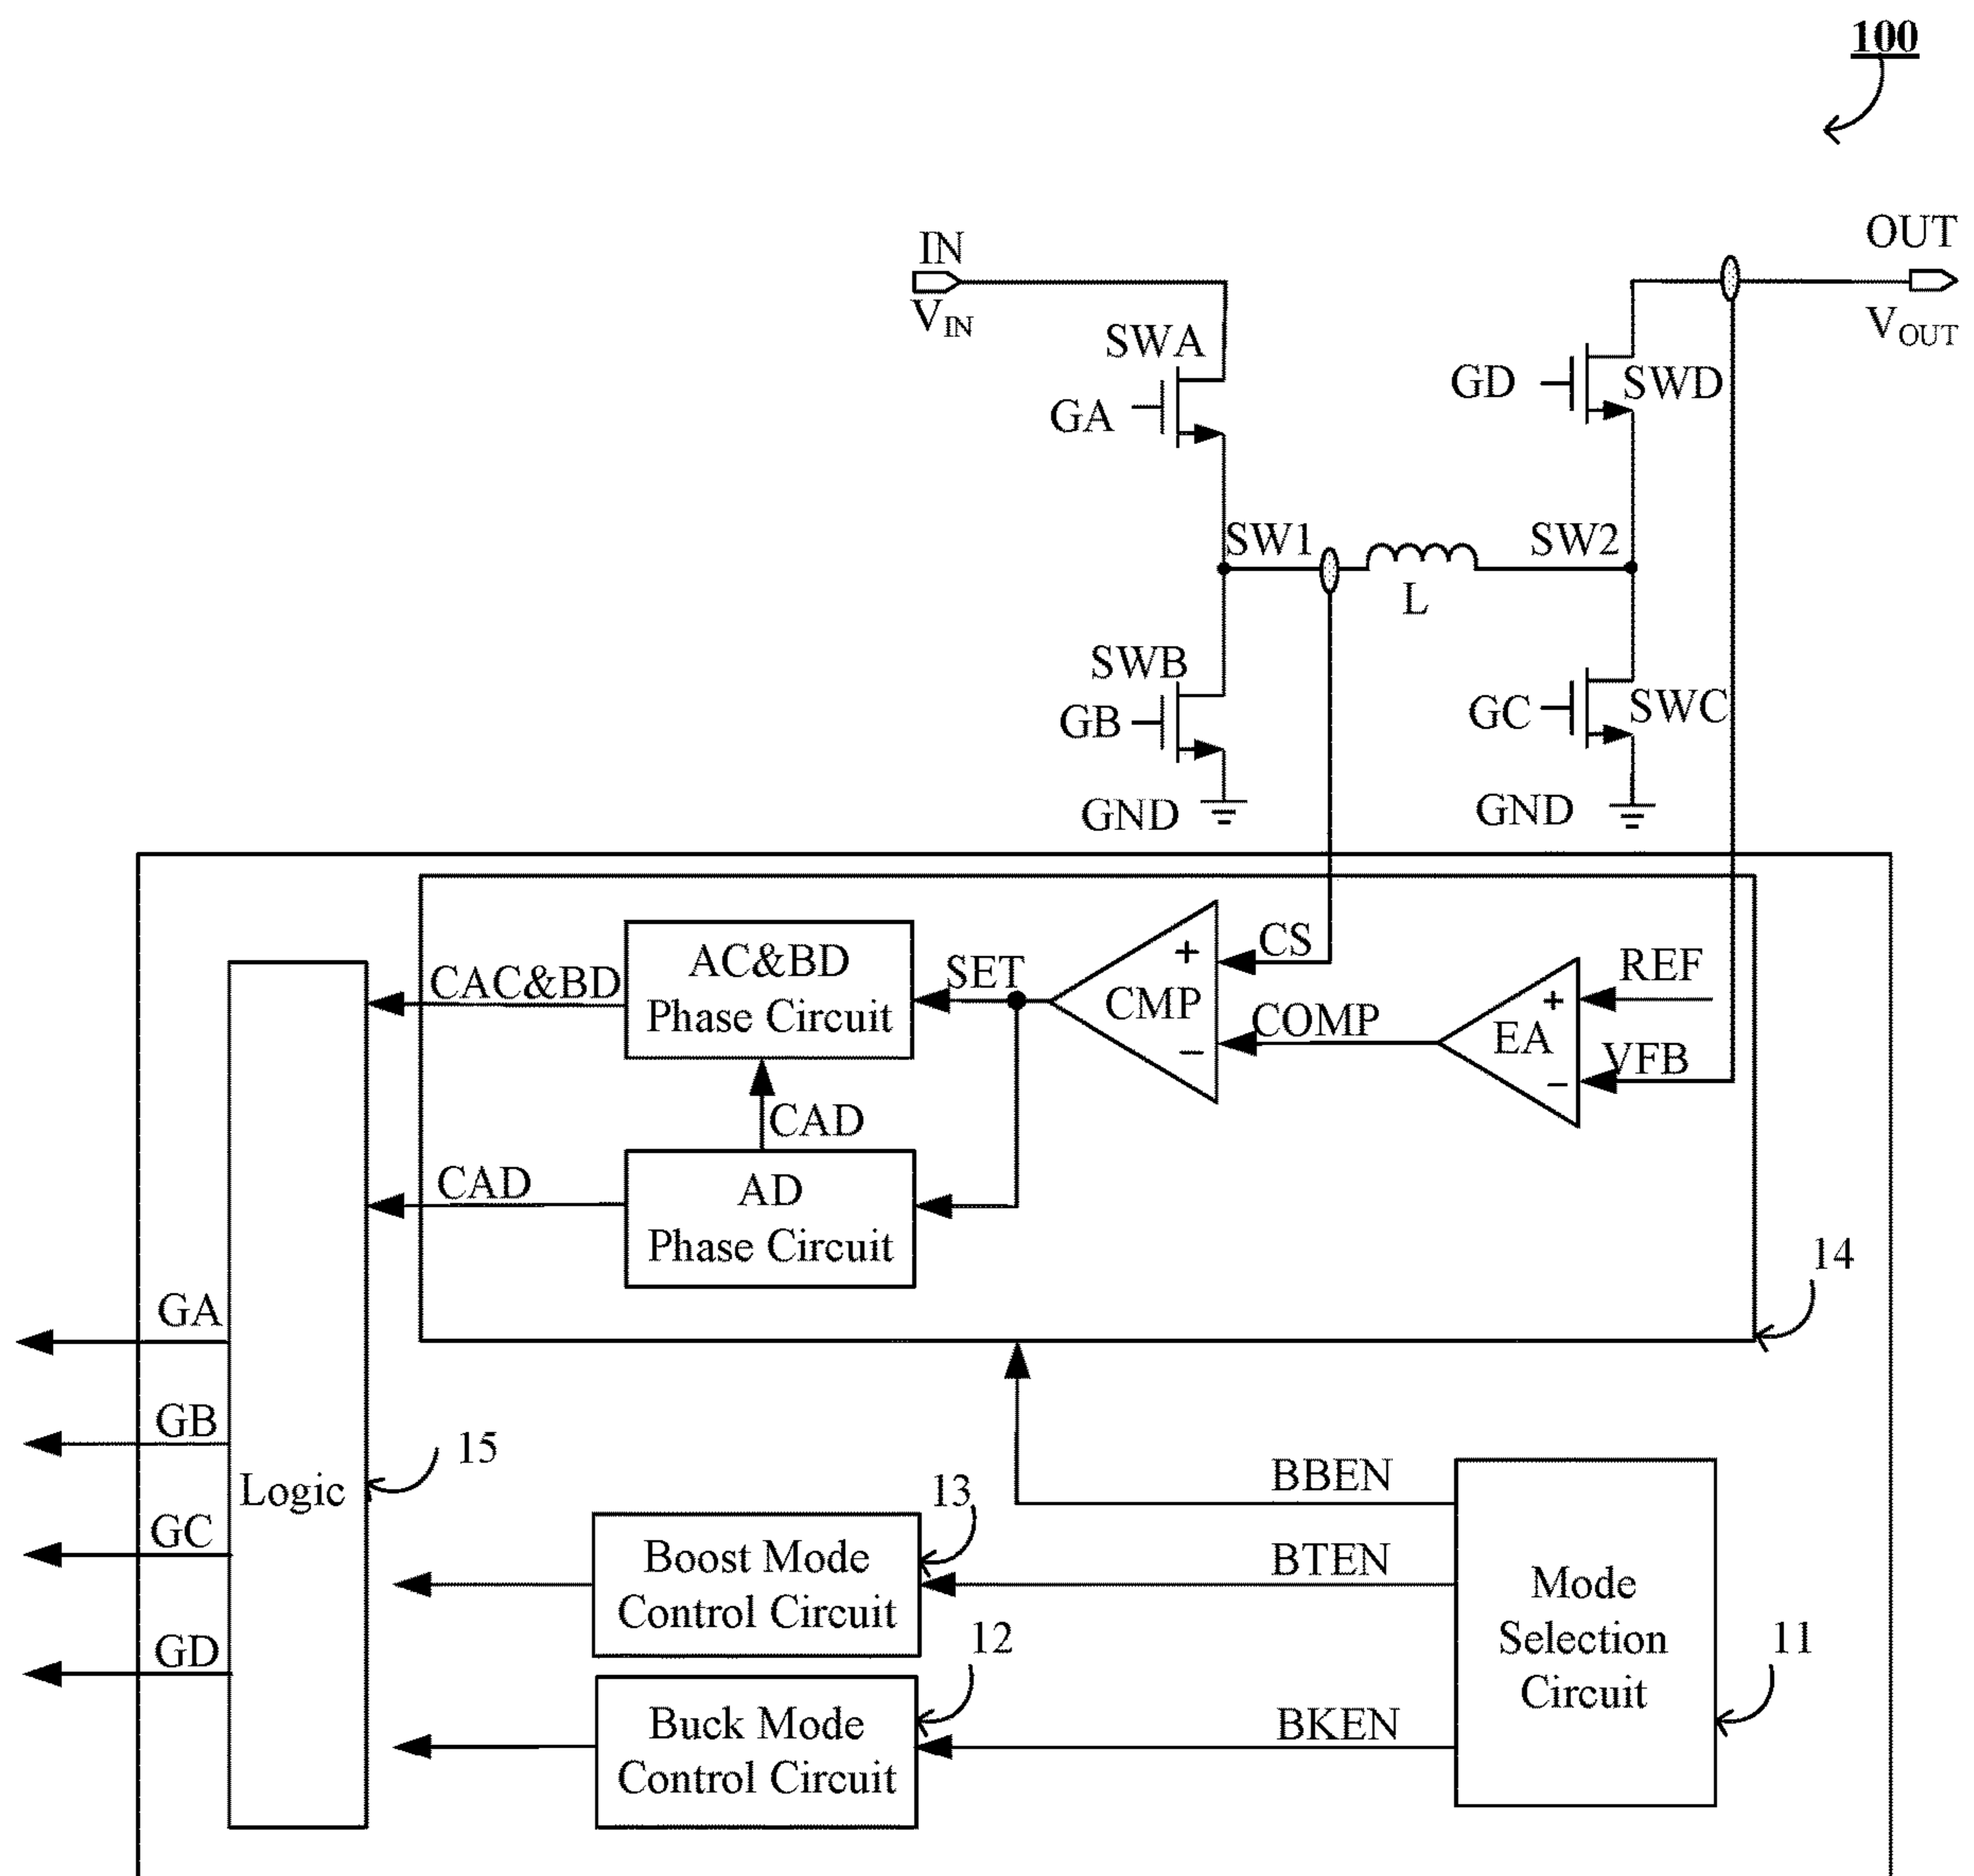 100
IN
VIN
OUT
VOUT
SWA
GA
GD
SWD
SW1
SW2
L
SWB
GB
GC
SWC
GND
GND
AC&BD
Phase Circuit
CAC&BD
SET
+
CMP
−
CS
COMP
+
EA
−
REF
VFB
CAD
CAD
AD
Phase Circuit
14
GA
GB
GC
GD
Logic
15
13
Boost Mode
Control Circuit
12
Buck Mode
Control Circuit
BBEN
BTEN
BKEN
Mode
Selection
Circuit
11